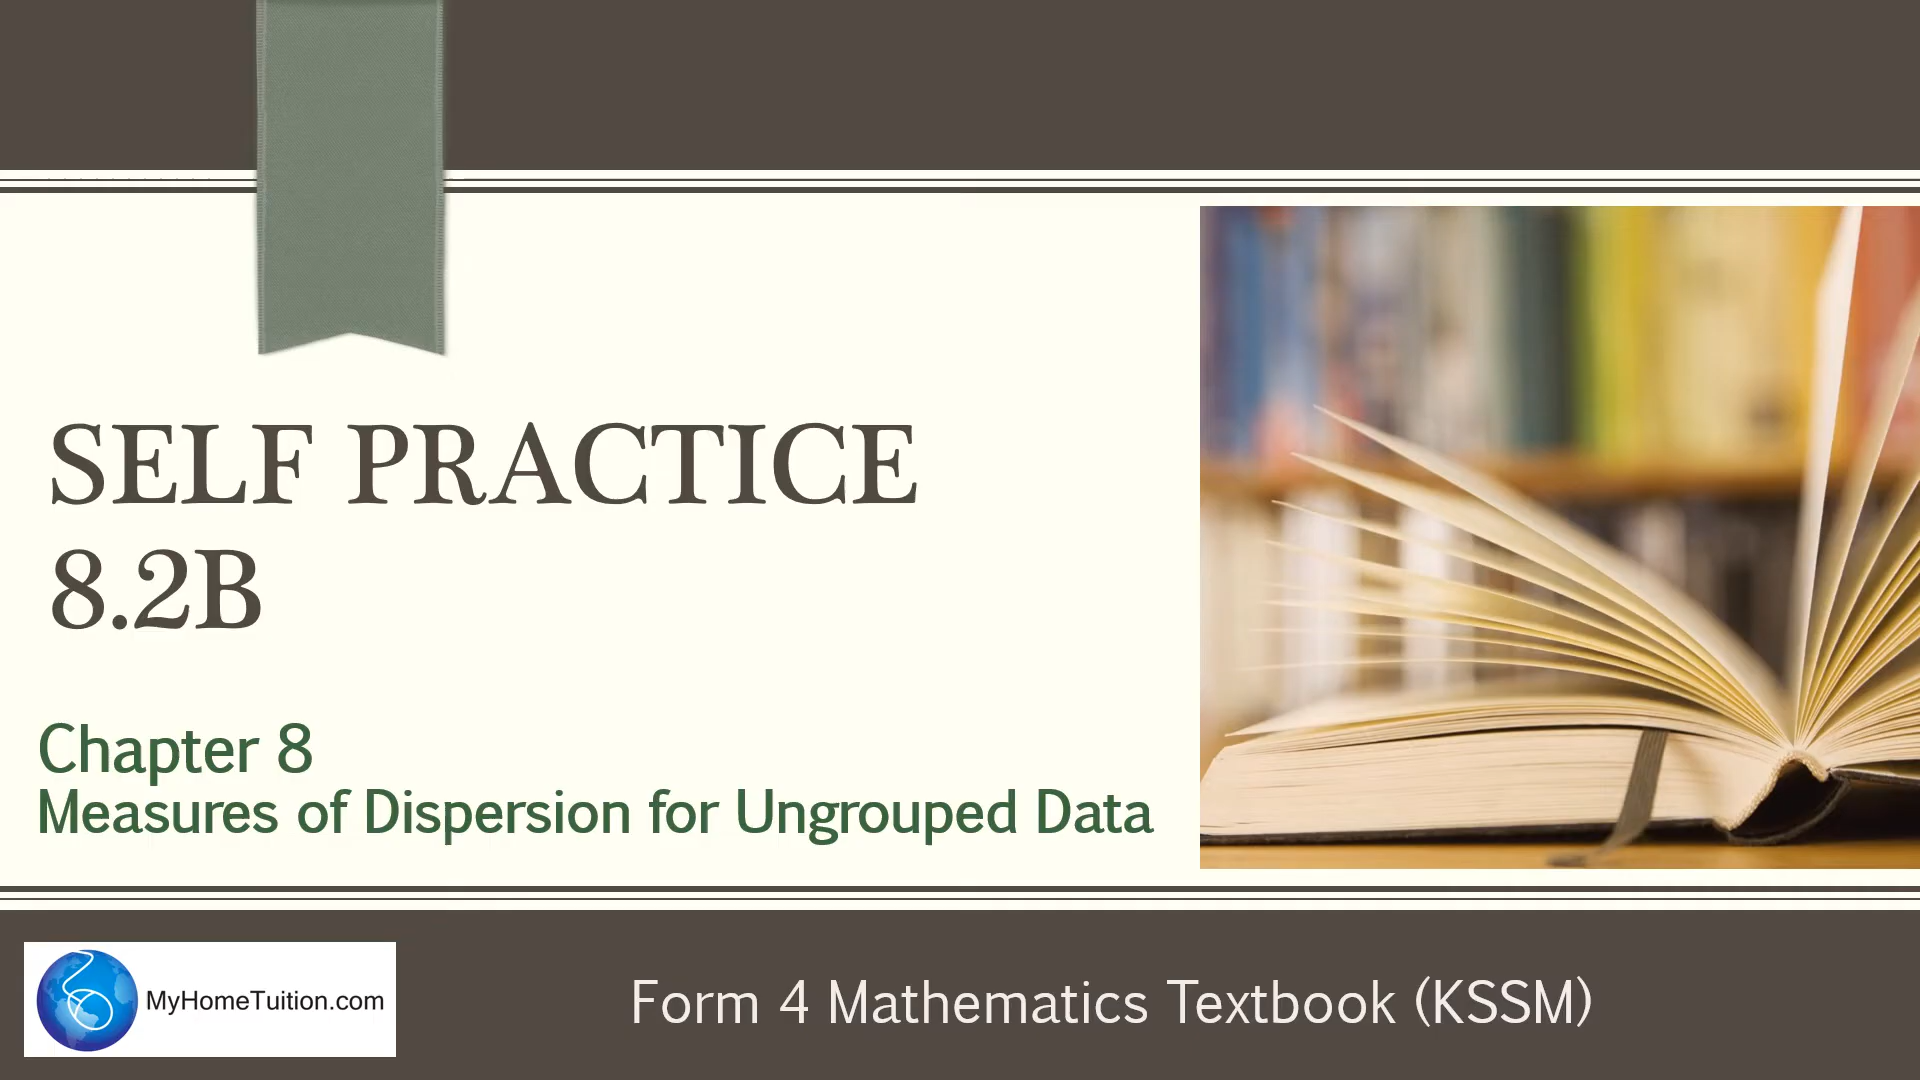 SELF PRACTICE
8.2B
Chapter 8
Measures of Dispersion for Ungrouped Data
MyHomeTuition.com
Form 4 Mathematics Textbook (KSSM)